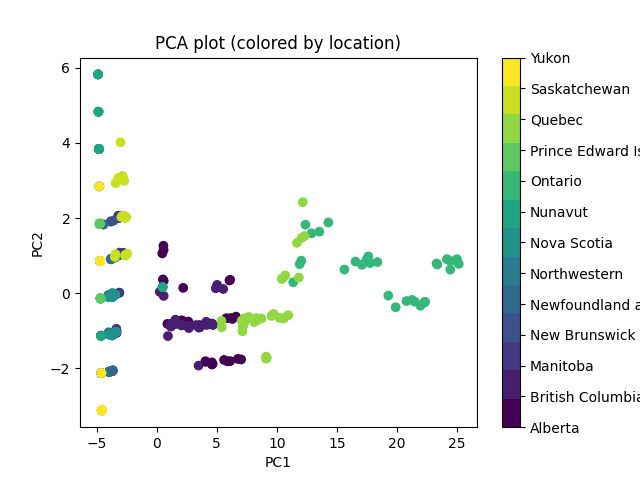 PCA plot (colored by location)
PC2
6
4
2
0
−2
−5
0
5
10
15
20
25
PC1
Yukon
Saskatchewan
Quebec
Prince Edward Is
Ontario
Nunavut
Nova Scotia
Northwestern
Newfoundland a
New Brunswick
Manitoba
British Columbia
Alberta